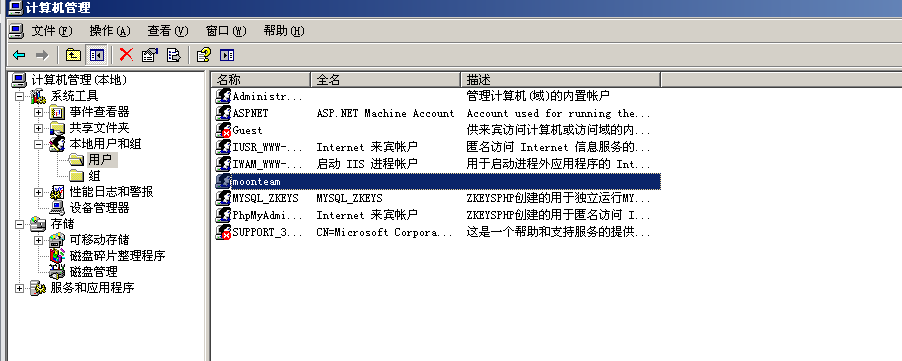 计算机管理
文件(F) 操作(A) 查看(V) 窗口(W) 帮助(H)
计算机管理(本地)
系统工具
事件查看器
共享文件夹
本地用户和组
用户
组
性能日志和警报
设备管理器
存储
可移动存储
磁盘碎片整理程序
磁盘管理
服务和应用程序
名称 全名 描述
Administr... 管理计算机(域)的内置帐户
ASPNET ASP.NET Machine Account Account used for running the...
Guest 供来宾访问计算机或访问域的内...
IUSR_WWW-... Internet 来宾帐户 匿名访问 Internet 信息服务的...
IWAM_WWW-... 启动 IIS 进程帐户 用于启动进程外应用程序的 Int...
moonteam
MYSQL_ZKEYS MYSQL_ZKEYS ZKEYSPHP创建的用于独立运行MY...
PhpMyAdmi... Internet 来宾帐户 ZKEYSPHP创建的用于匿名访问 I...
SUPPORT_3... CN=Microsoft Corpora... 这是一个帮助和支持服务的提供...